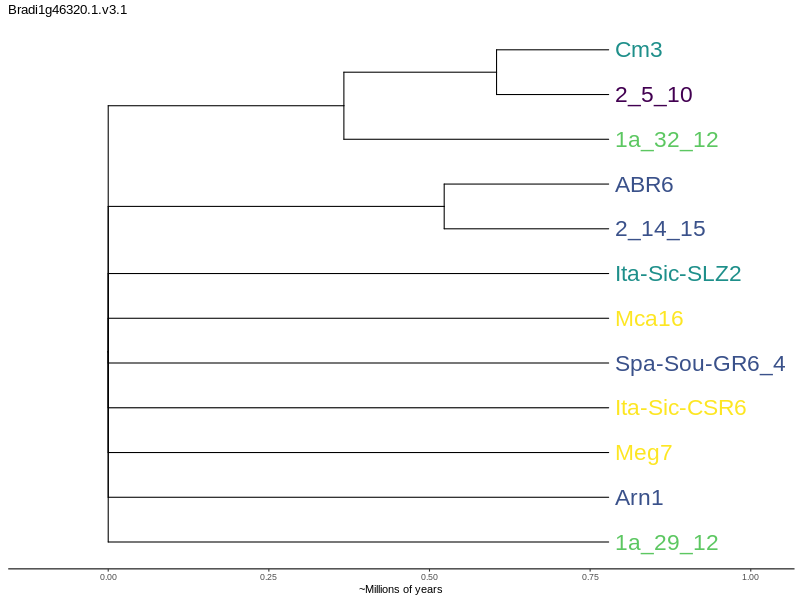 Bradi1g46320.1.v3.1
Cm3
2_5_10
1a_32_12
ABR6
2_14_15
Ita-Sic-SLZ2
Mca16
Spa-Sou-GR6_4
Ita-Sic-CSR6
Meg7
Arn1
1a_29_12
0.00 0.25 0.50 0.75 1.00
~Millions of years